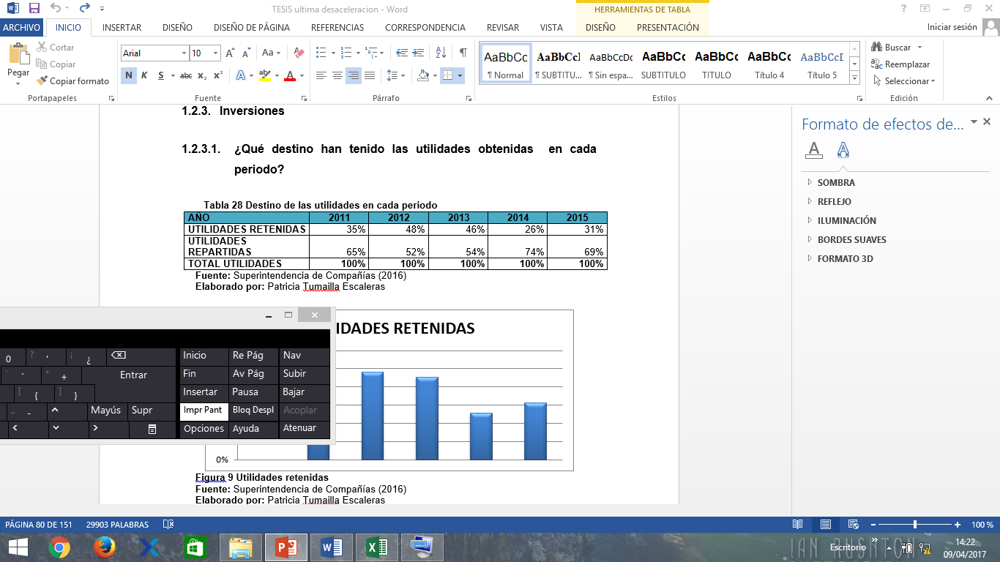 TESIS ultima desaceleracion - Word
HERRAMIENTAS DE TABLA
?
ARCHIVO INICIO INSERTAR DISEÑO DISEÑO DE PÁGINA REFERENCIAS CORRESPONDENCIA REVISAR VISTA DISEÑO PRESENTACIÓN Iniciar sesión
Pegar
Cortar
Copiar
Copiar formato
Portapapeles
Arial 10 Aa
N K S abc x₂ x² A ab A
Fuente
Párrafo
AaBbCc AaBbCcI AaBbCcDc AaBbCc AaBbCc AaBbCc AaBbCcI
¶ Normal ¶ SUBTITU... ¶ Sin espa... SUBTITULO TITULO Título 4 Título 5
Estilos
Buscar
Reemplazar
Seleccionar
Edición
1.2.3. Inversiones
1.2.3.1. ¿Qué destino han tenido las utilidades obtenidas en cada
periodo?
Tabla 28 Destino de las utilidades en cada periodo
AÑO 2011 2012 2013 2014 2015
UTILIDADES RETENIDAS 35% 48% 46% 26% 31%
UTILIDADES
REPARTIDAS 65% 52% 54% 74% 69%
TOTAL UTILIDADES 100% 100% 100% 100% 100%
Fuente: Superintendencia de Compañías (2016)
Elaborado por: Patricia Tumailla Escaleras
IDADES RETENIDAS
0%
Figura 9 Utilidades retenidas
Fuente: Superintendencia de Compañías (2016)
Elaborado por: Patricia Tumailla Escaleras
0 ? ' ¡ ¿ Inicio Re Pág Nav
¨ ´ * + Entrar Fin Av Pág Subir
[ { ] } Insertar Pausa Bajar
_ - Mayús Supr Impr Pant Bloq Despl Acoplar
Opciones Ayuda Atenuar
Formato de efectos de...
A A
SOMBRA
REFLEJO
ILUMINACIÓN
BORDES SUAVES
FORMATO 3D
PÁGINA 80 DE 151 29903 PALABRAS 100 %
IAN RUSHTON
Escritorio
14:22
09/04/2017